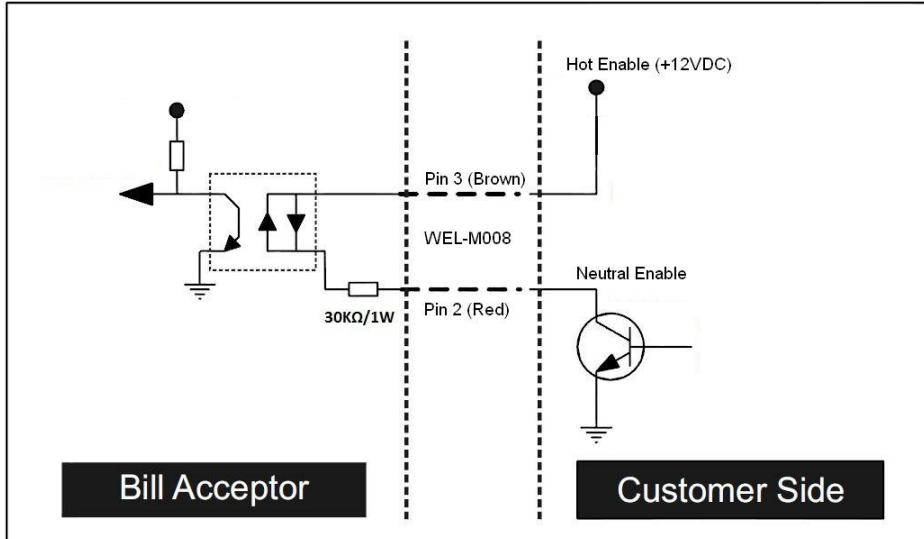 Hot Enable (+12VDC)
Pin 3 (Brown)
WEL-M008
Neutral Enable
Pin 2 (Red)
30KΩ/1W
Bill Acceptor
Customer Side